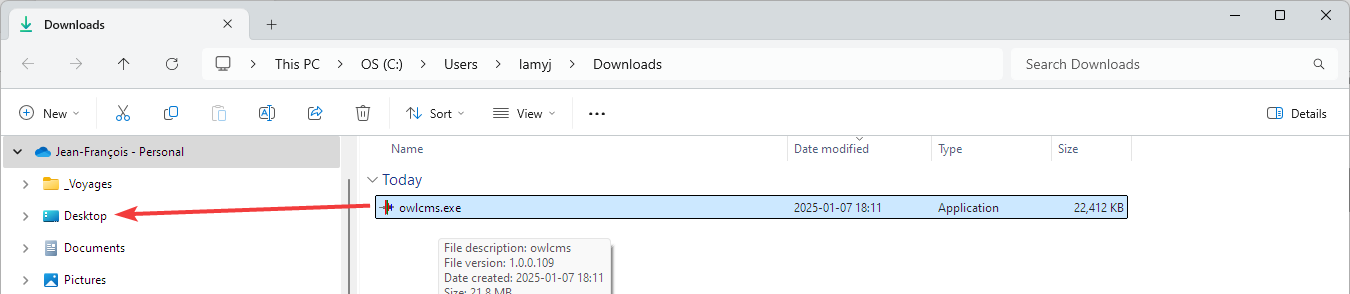 Downloads
This PC > OS (C:) > Users > lamyj > Downloads
Search Downloads
New
Sort
View
Details
Jean-François - Personal
_Voyages
Desktop
Documents
Pictures
Name Date modified Type Size
Today
owlcms.exe 2025-01-07 18:11 Application 22,412 KB
File description: owlcms
File version: 1.0.0.109
Date created: 2025-01-07 18:11
Size: 21.8 MB